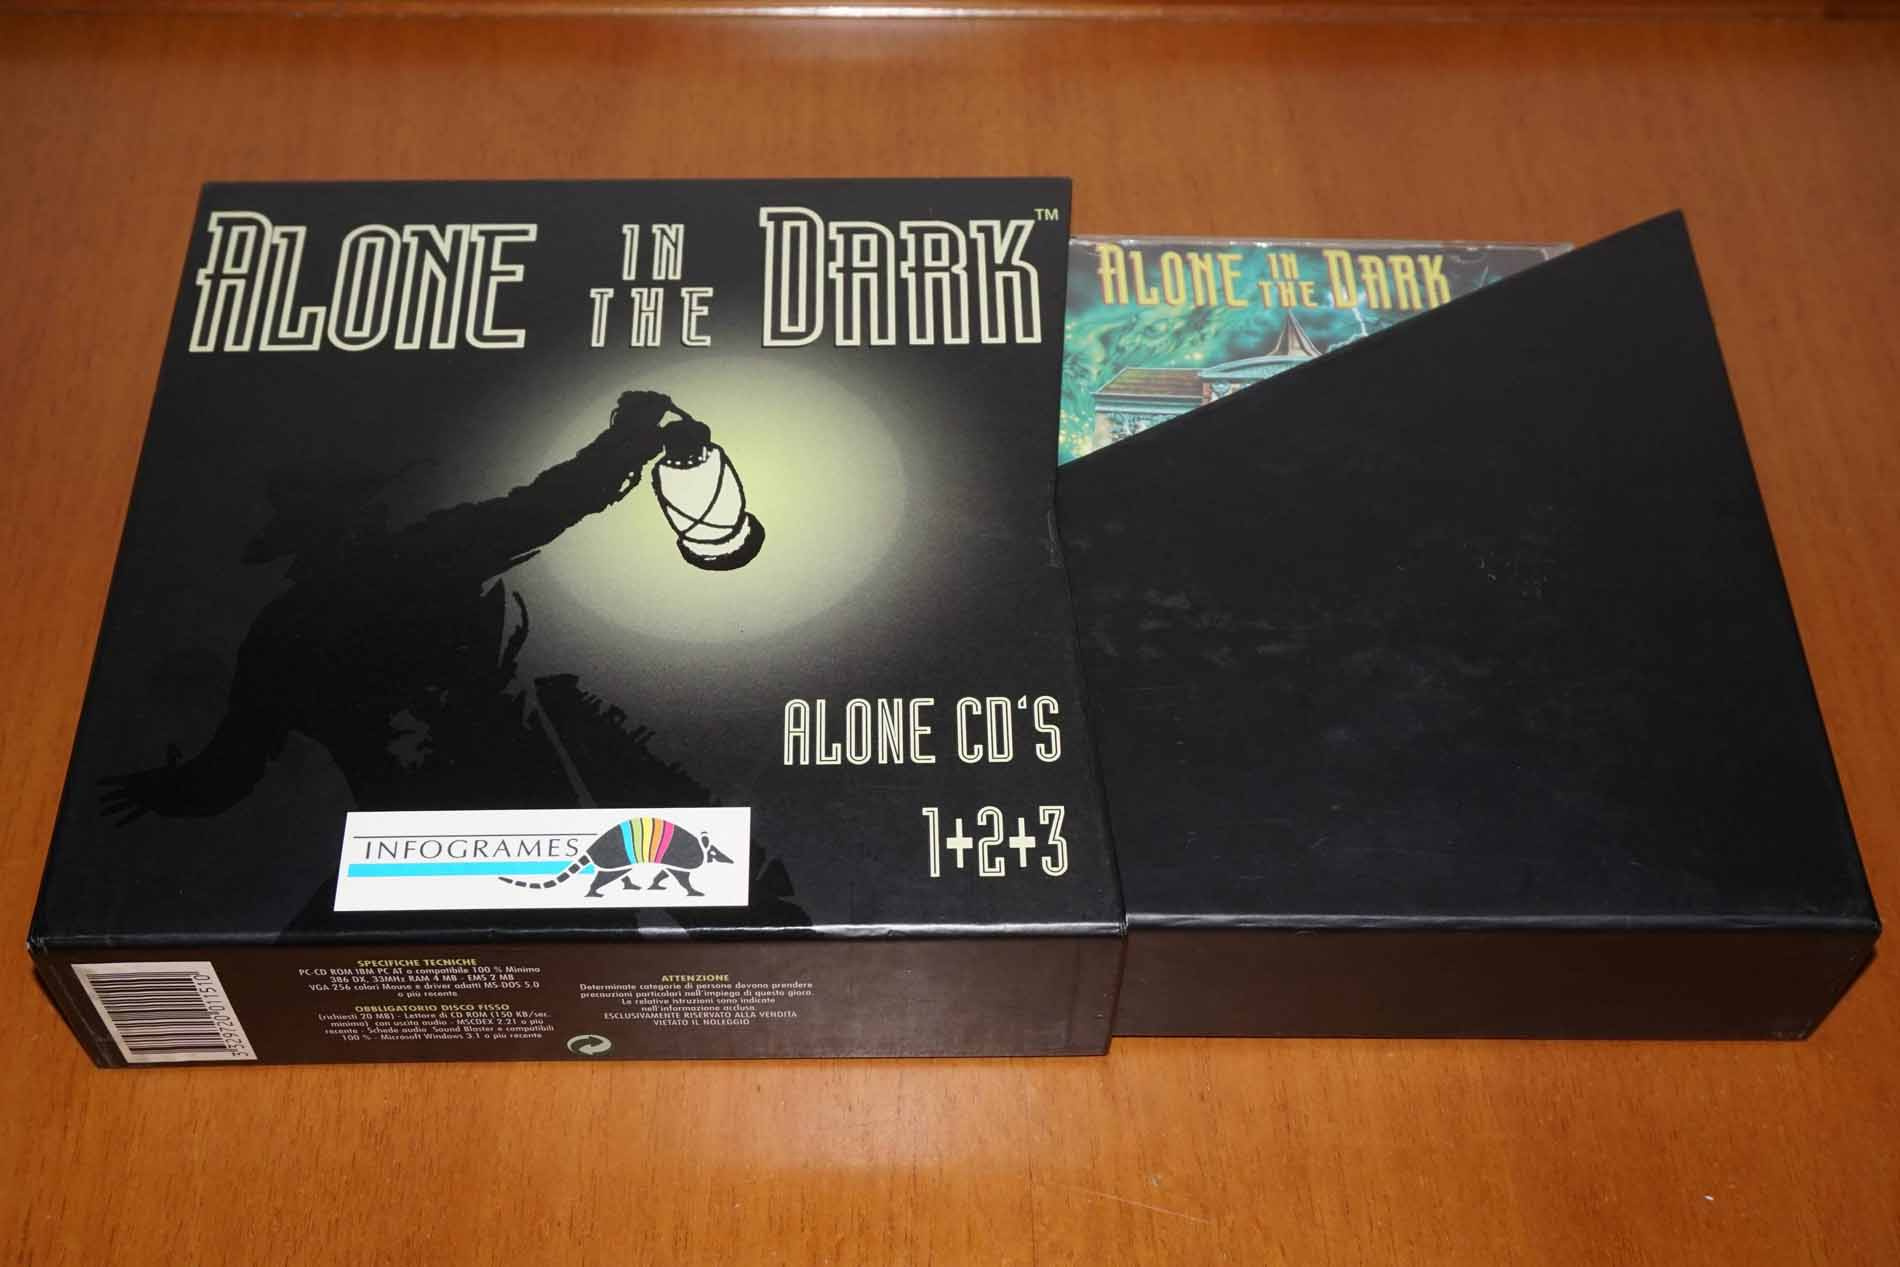 ALONE IN THE DARK™
ALONE IN THE DARK
ALONE CD'S
1+2+3
INFOGRAMES
SPECIFICHE TECNICHE
PC-CD ROM IBM PC AT o compatibile 100 % Minimo
386 DX, 33MHz RAM 4 MB - EMS 2 MB
VGA 256 colori Mouse e driver adatti MS-DOS 5.0
o più recente
OBBLIGATORIO DISCO FISSO
(richiesti 20 MB) - Lettore di CD ROM (150 KB/sec.
minimo) con uscita audio - MSCDEX 2.21 o più
recente - Schede audio Sound Blaster e compatibili
100 % - Microsoft Windows 3.1 o più recente
ATTENZIONE
Determinate categorie di persone devono prendere
precauzioni particolari nell'impiego di questo gioco.
Le relative istruzioni sono indicate
nell'informazione acclusa.
ESCLUSIVAMENTE RISERVATO ALLA VENDITA
VIETATO IL NOLEGGIO